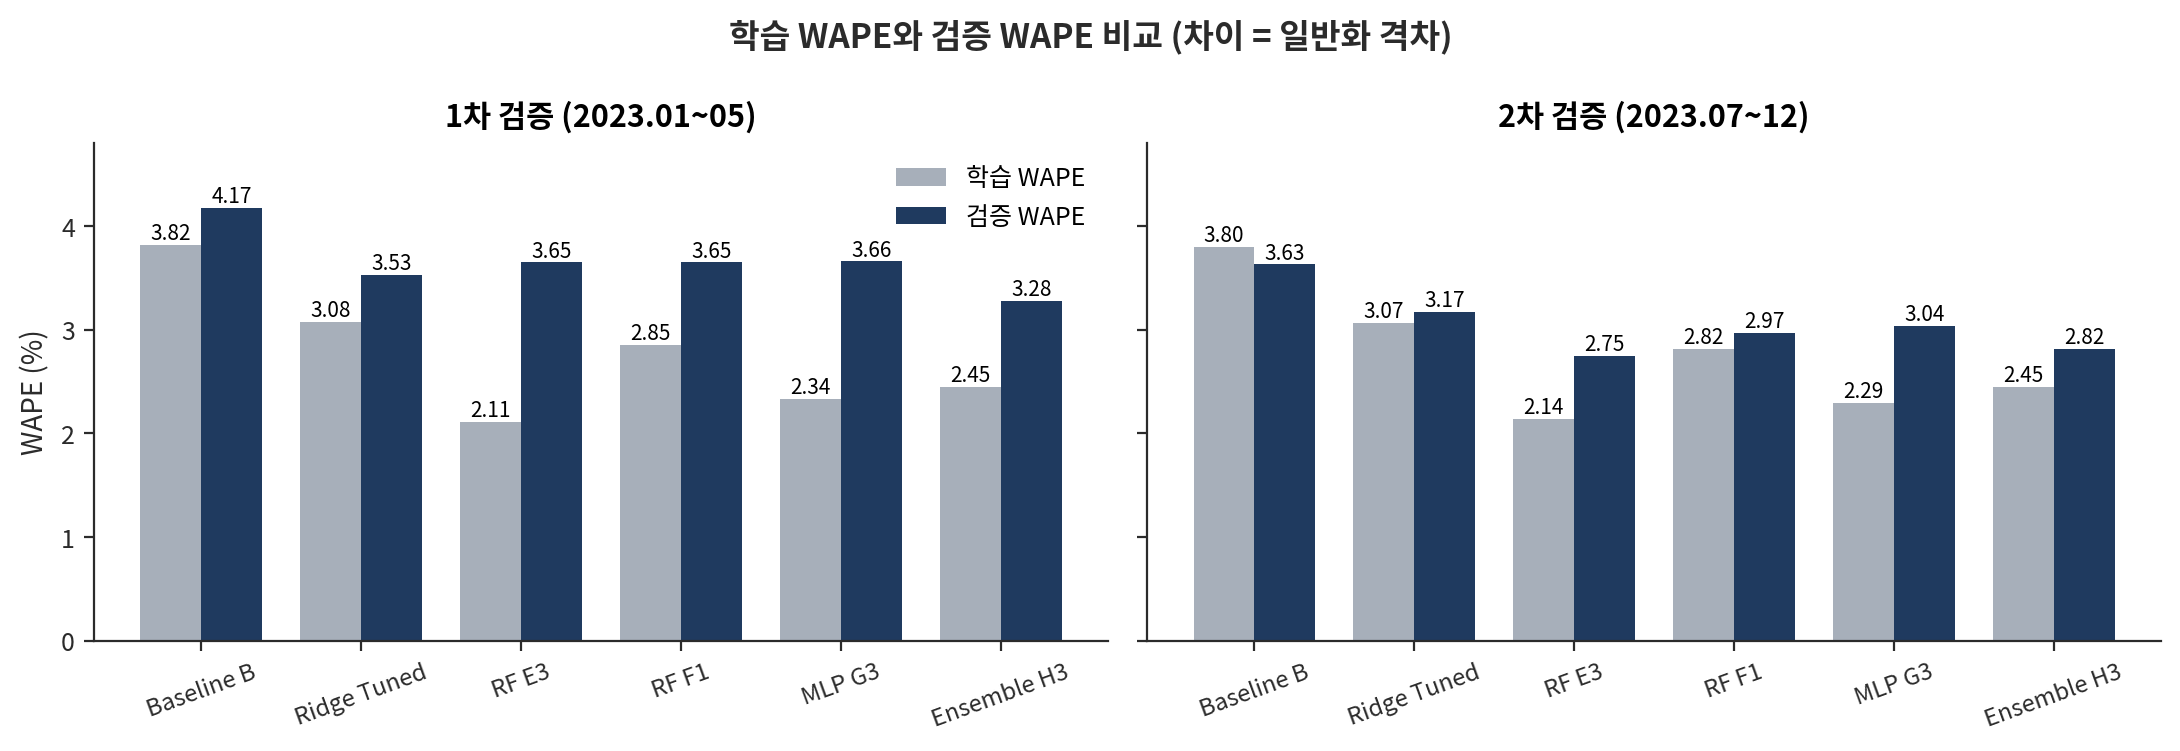 학습 WAPE와 검증 WAPE 비교 (차이 = 일반화 격차)
1차 검증 (2023.01~05)
학습 WAPE
검증 WAPE
WAPE (%)
4
3
2
1
0
3.82
4.17
3.08
3.53
2.11
3.65
2.85
3.65
2.34
3.66
2.45
3.28
Baseline B
Ridge Tuned
RF E3
RF F1
MLP G3
Ensemble H3
2차 검증 (2023.07~12)
3.80
3.63
3.07
3.17
2.14
2.75
2.82
2.97
2.29
3.04
2.45
2.82
Baseline B
Ridge Tuned
RF E3
RF F1
MLP G3
Ensemble H3